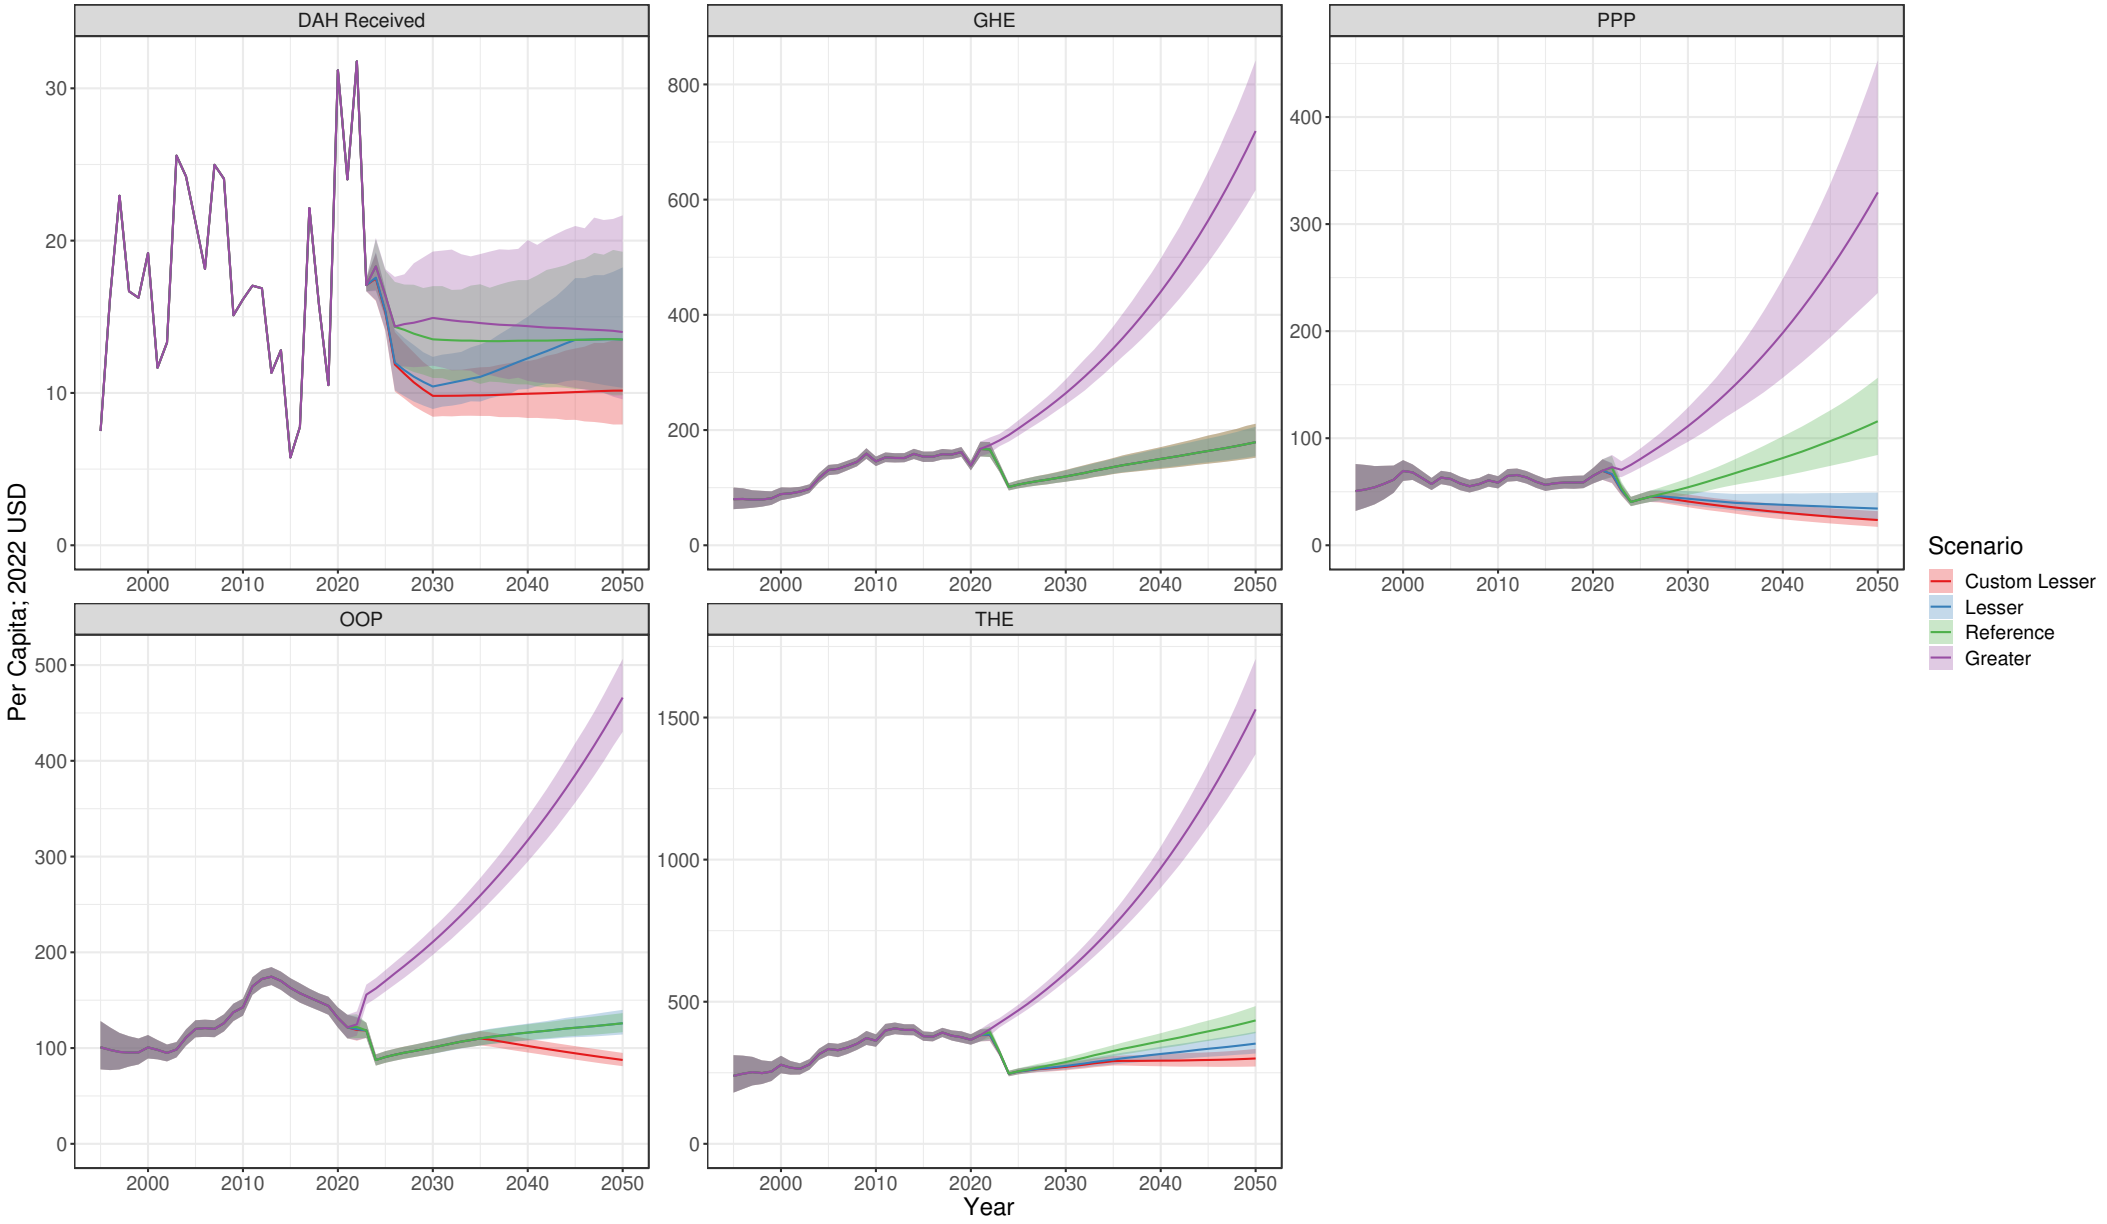 DAH Received
GHE
PPP
30
20
10
0
800
600
400
200
0
400
300
200
100
0
2000 2010 2020 2030 2040 2050
2000 2010 2020 2030 2040 2050
2000 2010 2020 2030 2040 2050
Per Capita; 2022 USD
Scenario
Custom Lesser
Lesser
Reference
Greater
OOP
THE
500
400
300
200
100
0
1500
1000
500
0
2000 2010 2020 2030 2040 2050
2000 2010 2020 2030 2040 2050
Year